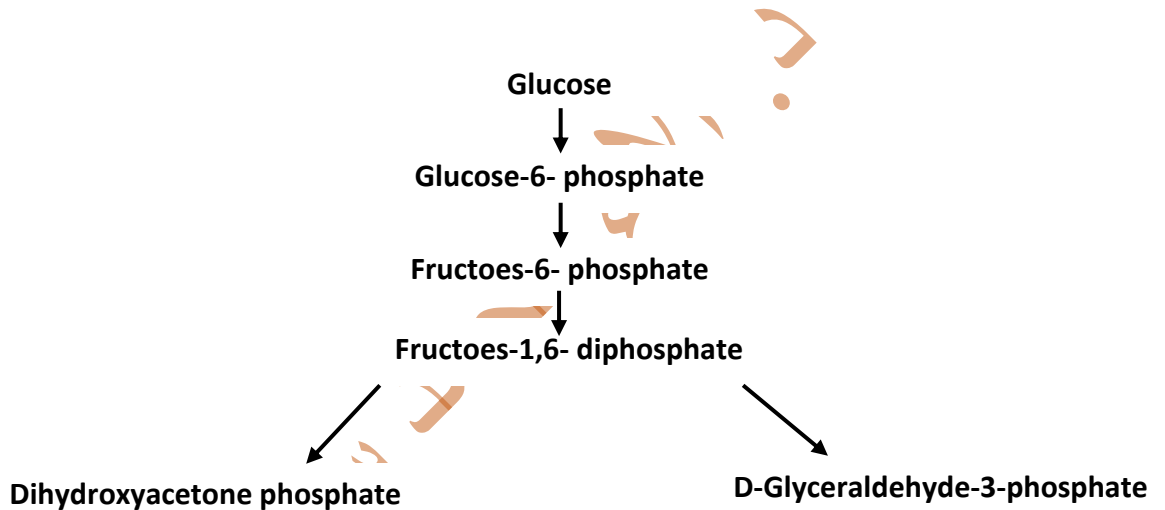 Glucose
Glucose-6- phosphate
Fructoes-6- phosphate
Fructoes-1,6- diphosphate
Dihydroxyacetone phosphate
D-Glyceraldehyde-3-phosphate